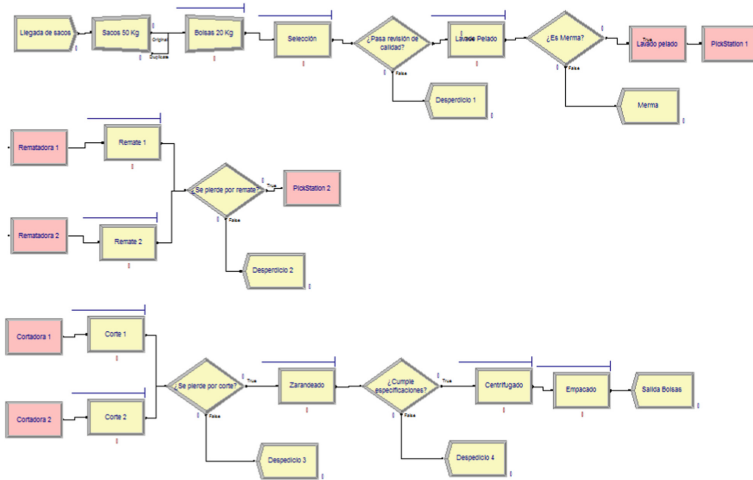 Llegada de sacos
Sacos 50 Kg
Original
Duplicate
Bolsas 20 Kg
Selección
¿Pasa revisión de calidad?
True
False
Desperdicio 1
Lavado Pelado
¿Es Merma?
True
False
Merma
Lavado pelado
PickStation 1
Rematadora 1
Remate 1
Rematadora 2
Remate 2
¿Se pierde por remate?
True
False
PickStation 2
Desperdicio 2
Cortadora 1
Corte 1
Cortadora 2
Corte 2
¿Se pierde por corte?
True
False
Despedicio 3
Zarandeado
¿Cumple especificaciones?
True
False
Despedicio 4
Centrifugado
Empacado
Salida Bolsas